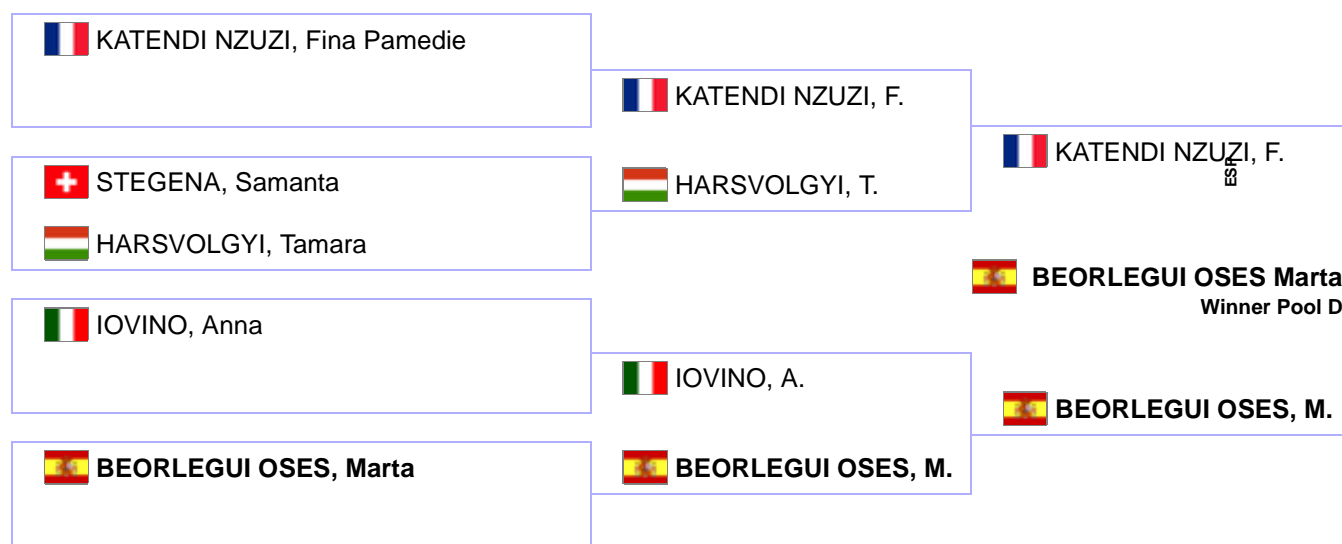 KATENDI NZUZI, Fina Pamedie
KATENDI NZUZI, F.
KATENDI NZUZI, F.
ESP
STEGENA, Samanta
HARSVOLGYI, T.
HARSVOLGYI, Tamara
BEORLEGUI OSES Marta
Winner Pool D
IOVINO, Anna
IOVINO, A.
BEORLEGUI OSES, M.
BEORLEGUI OSES, Marta
BEORLEGUI OSES, M.